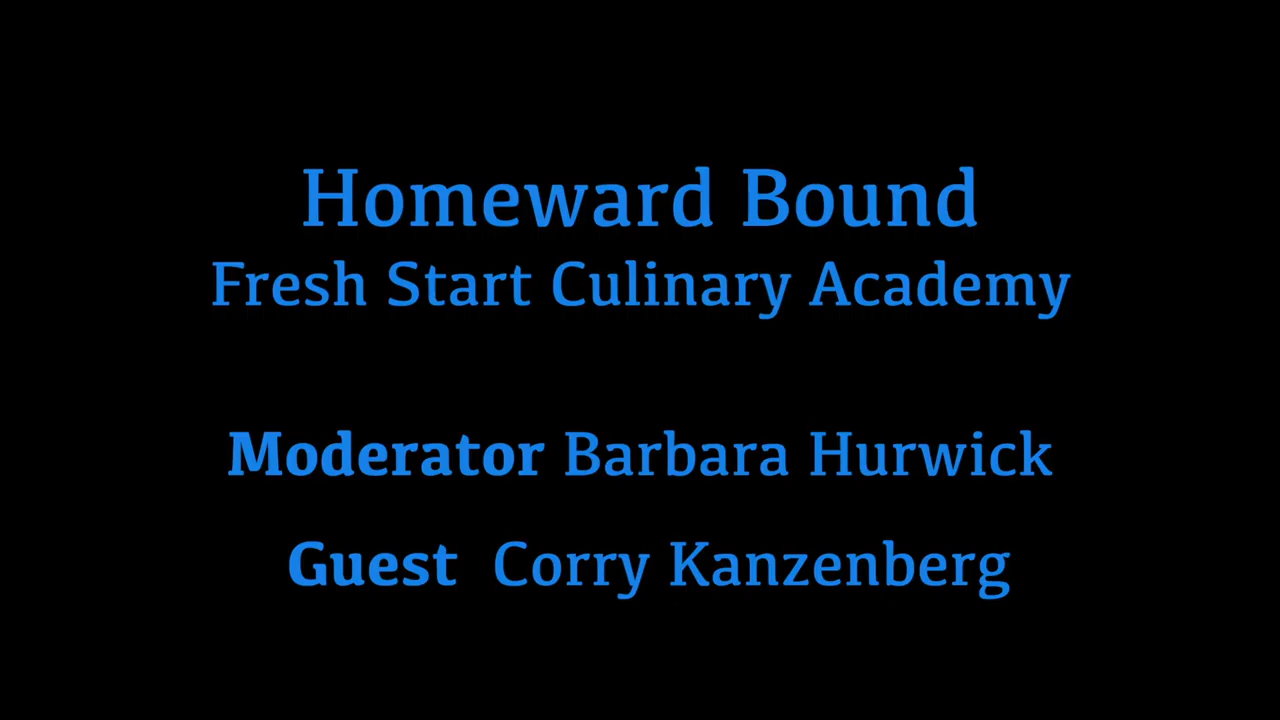 Homeward Bound
Fresh Start Culinary Academy
Moderator Barbara Hurwick
Guest Corry Kanzenberg